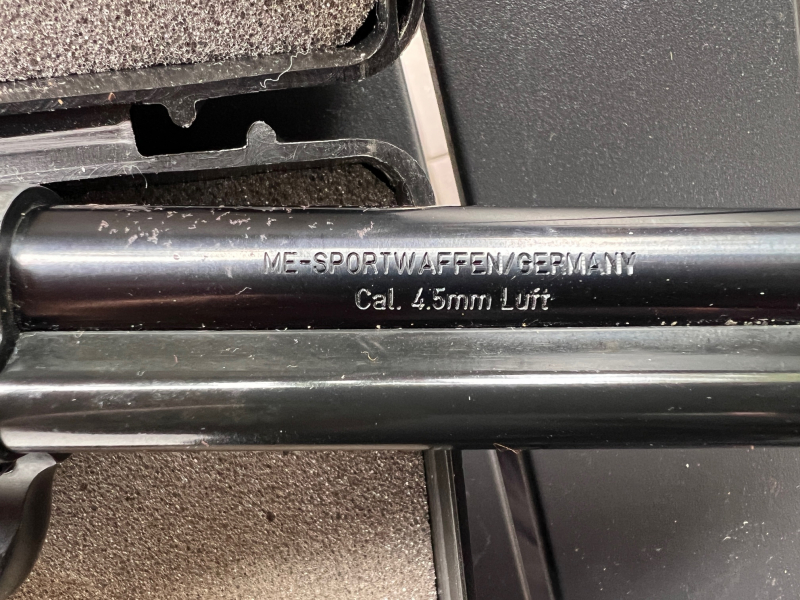 ME-SPORTWAFFEN/GERMANY
Cal. 4.5mm Luft